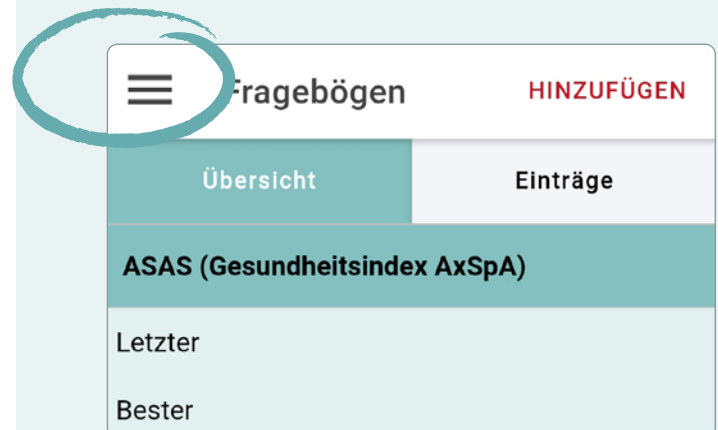 Fragebögen HINZUFÜGEN
Übersicht Einträge
ASAS (Gesundheitsindex AxSpA)
Letzter
Bester